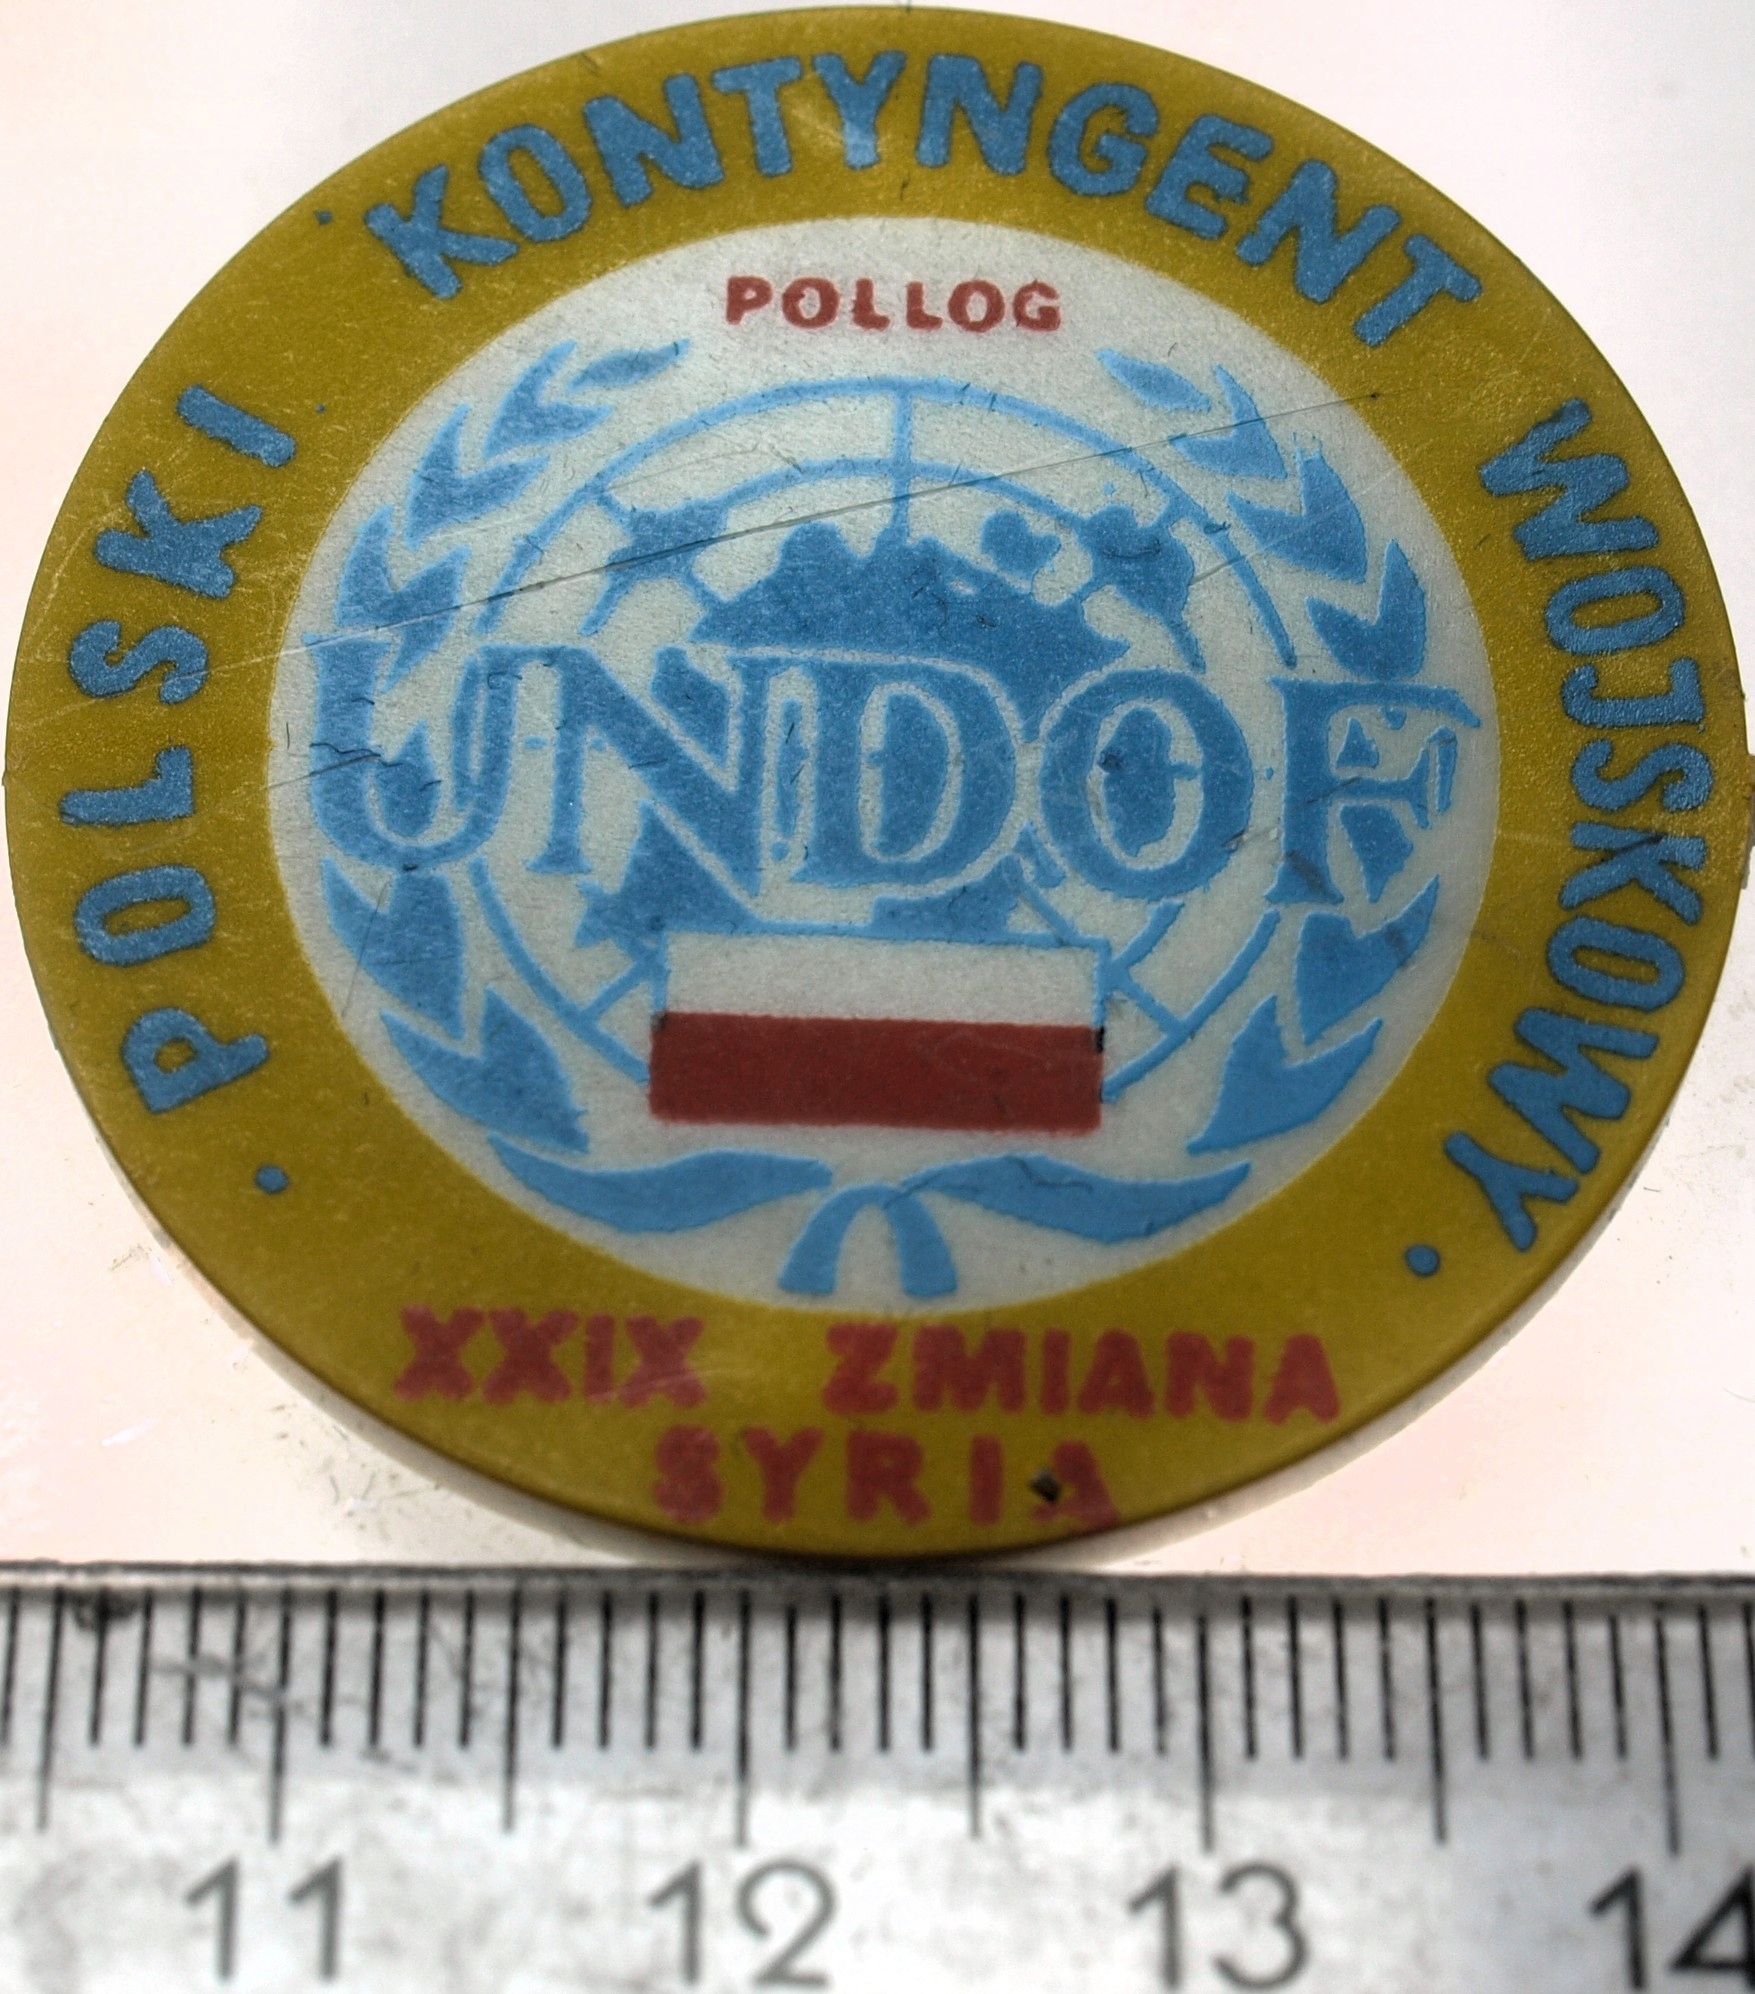 • POLSKI KONTYNGENT WOJSKOWY •
POLLOG
UNDOF
XXIX ZMIANA
SYRIA
11 12 13 14